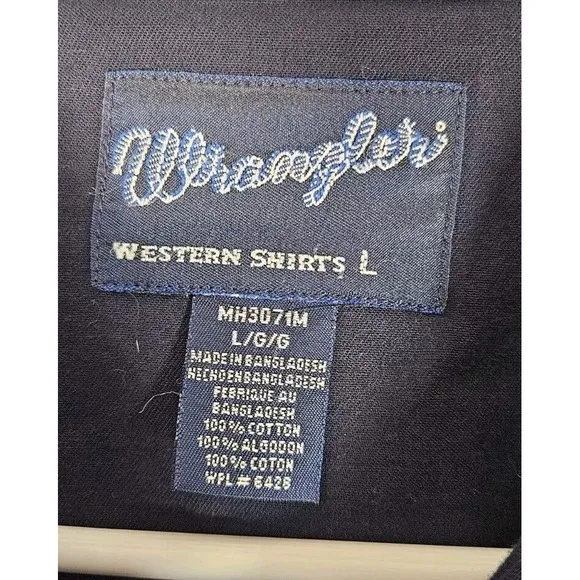 Wrangler®
WESTERN SHIRTS L
MH3071M
L/G/G
MADE IN BANGLADESH
HECHO EN BANGLADESH
FABRIQUE AU
BANGLADESH
100% COTTON
100% ALGODON
100% COTON
WPL # 6428